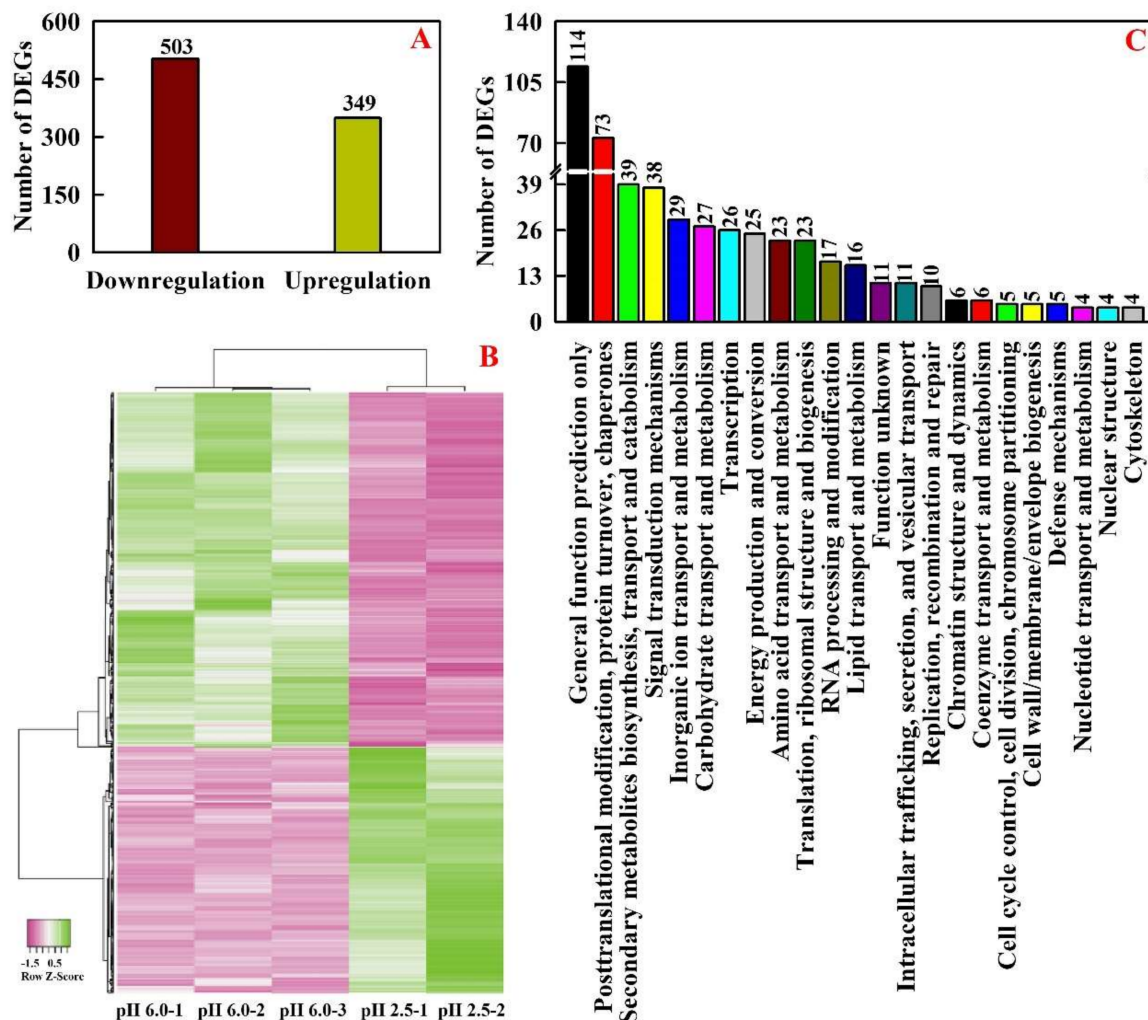 A
Number of DEGs
600
450
300
150
0
503
349
Downregulation
Upregulation
B
-1.5 0.5
Row Z-Score
pH 6.0-1
pH 6.0-2
pH 6.0-3
pH 2.5-1
pH 2.5-2
C
Number of DEGs
140
105
70
39
26
13
0
114
73
39
38
29
27
26
25
23
23
17
16
11
11
10
6
6
5
5
5
4
4
4
General function prediction only
Posttranslational modification, protein turnover, chaperones
Secondary metabolites biosynthesis, transport and catabolism
Signal transduction mechanisms
Inorganic ion transport and metabolism
Carbohydrate transport and metabolism
Transcription
Energy production and conversion
Amino acid transport and metabolism
Translation, ribosomal structure and biogenesis
RNA processing and modification
Lipid transport and metabolism
Function unknown
Intracellular trafficking, secretion, and vesicular transport
Replication, recombination and repair
Chromatin structure and dynamics
Coenzyme transport and metabolism
Cell cycle control, cell division, chromosome partitioning
Cell wall/membrane/envelope biogenesis
Defense mechanisms
Nucleotide transport and metabolism
Nuclear structure
Cytoskeleton